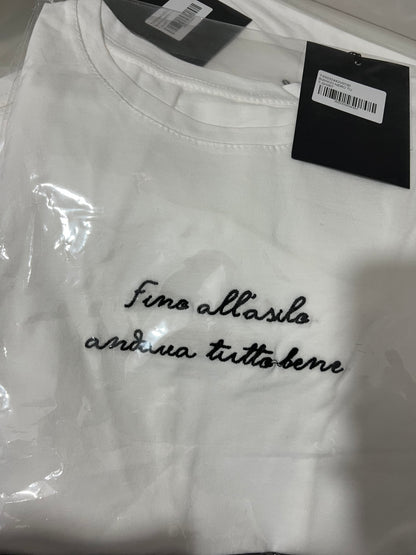 Fino all'asilo
andava tutto bene